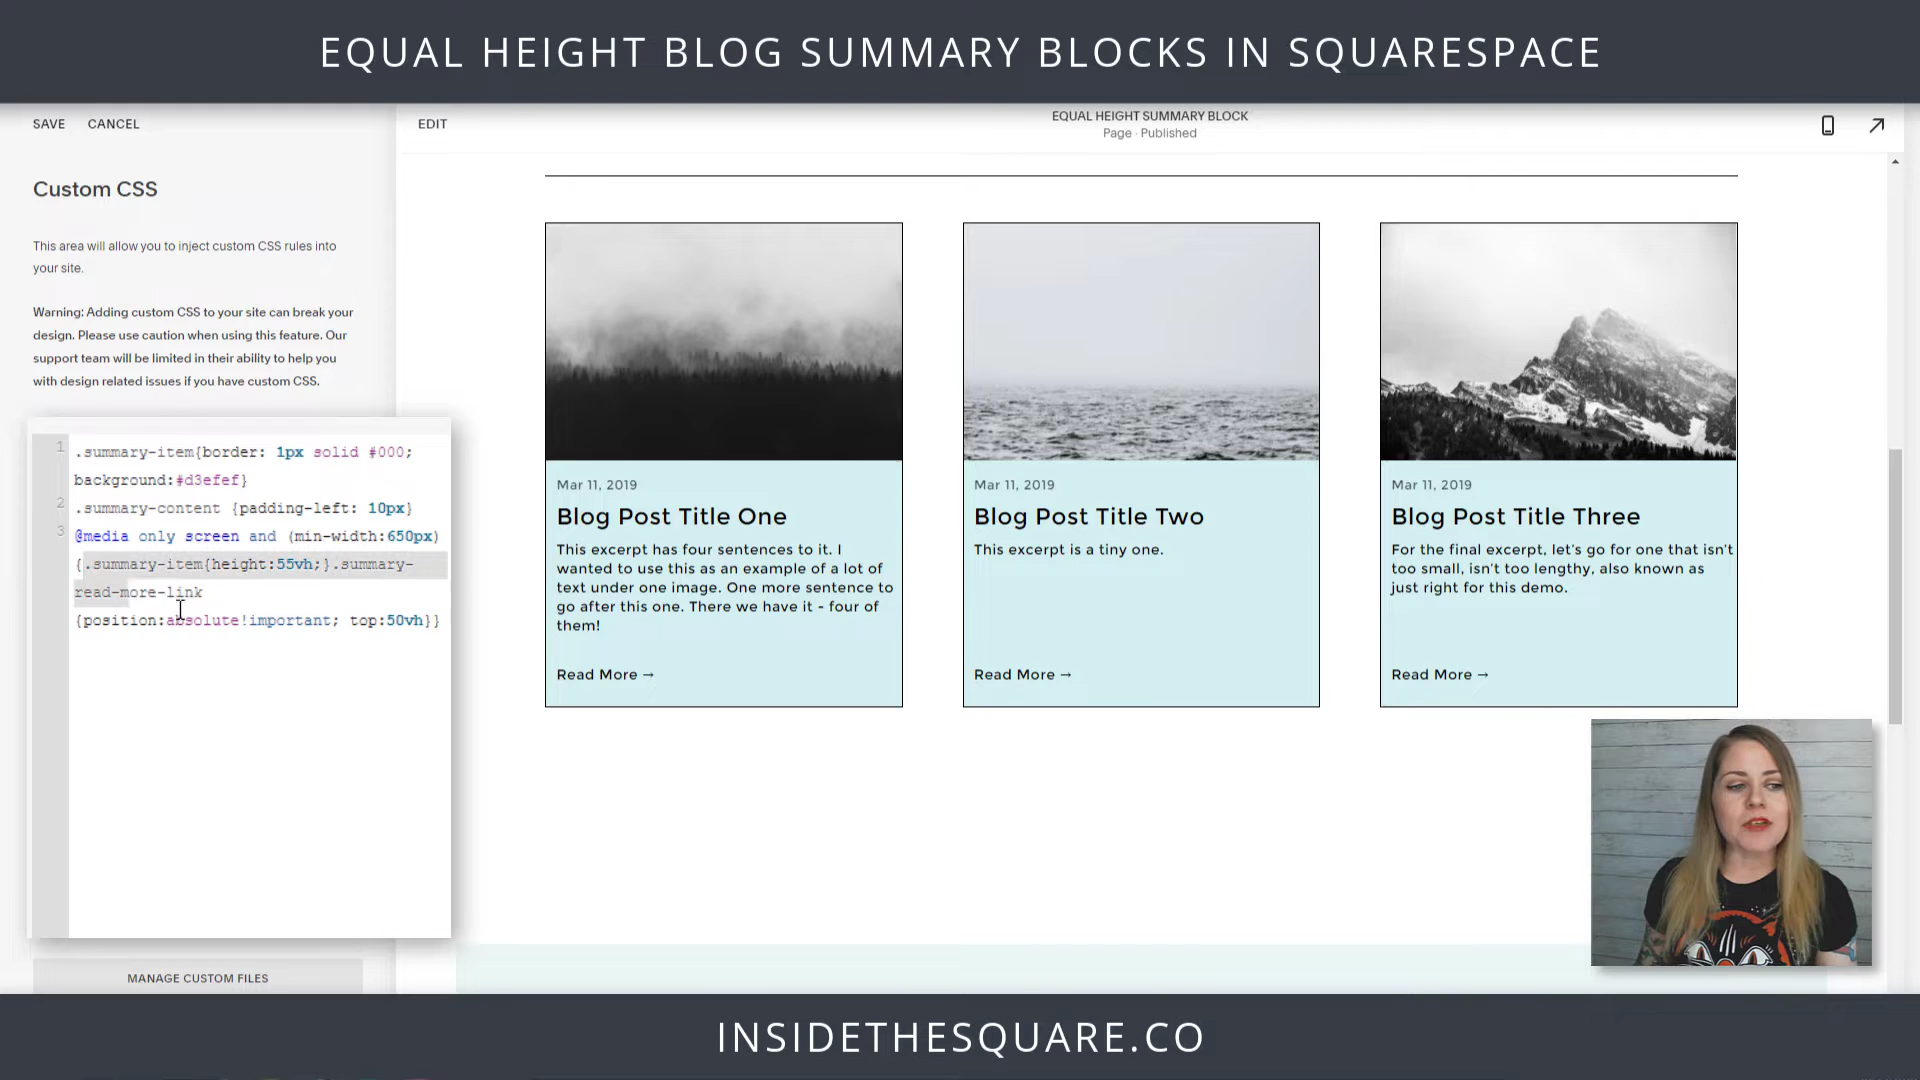 EQUAL HEIGHT BLOG SUMMARY BLOCKS IN SQUARESPACE
SAVE CANCEL
EDIT
EQUAL HEIGHT SUMMARY BLOCK
Page · Published
Custom CSS
This area will allow you to inject custom CSS rules into
your site.
Warning: Adding custom CSS to your site can break your
design. Please use caution when using this feature. Our
support team will be limited in their ability to help you
with design related issues if you have custom CSS.
1 .summary-item{border: 1px solid #000;
background:#d3efef}
2 .summary-content {padding-left: 10px}
3 @media only screen and (min-width:650px)
{.summary-item{height:55vh;}.summary-
read-more-link
{position:absolute!important; top:50vh}}
MANAGE CUSTOM FILES
Mar 11, 2019
Blog Post Title One
This excerpt has four sentences to it. I
wanted to use this as an example of a lot of
text under one image. One more sentence to
go after this one. There we have it - four of
them!
Read More →
Mar 11, 2019
Blog Post Title Two
This excerpt is a tiny one.
Read More →
Mar 11, 2019
Blog Post Title Three
For the final excerpt, let's go for one that isn't
too small, isn't too lengthy, also known as
just right for this demo.
Read More →
INSIDETHESQUARE.CO